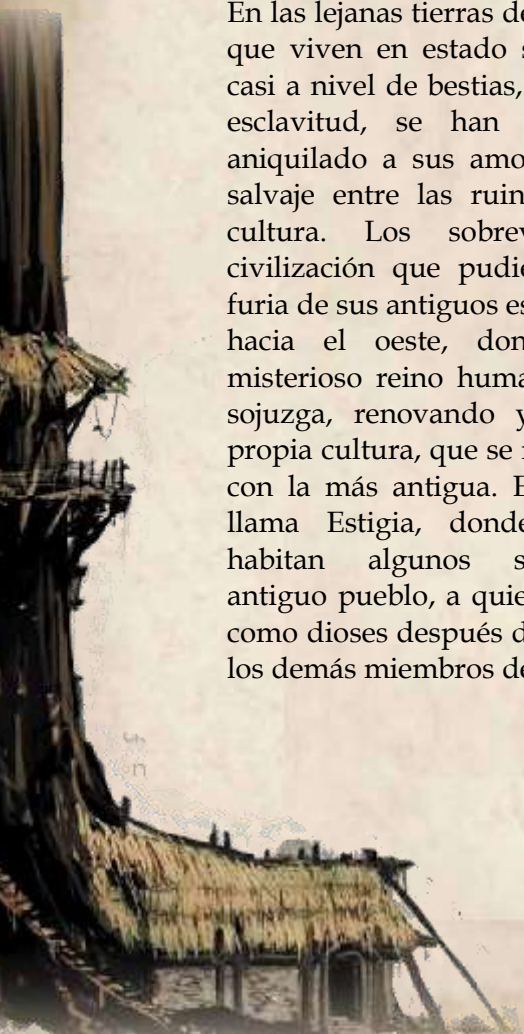 En las lejanas tierras de
que viven en estado s
casi a nivel de bestias,
esclavitud, se han
aniquilado a sus amo
salvaje entre las ruin
cultura. Los sobrev
civilización que pudie
furia de sus antiguos es
hacia el oeste, don
misterioso reino huma
sojuzga, renovando y
propia cultura, que se
con la más antigua. E
llama Estigia, donde
habitan algunos s
antiguo pueblo, a quie
como dioses después d
los demás miembros de